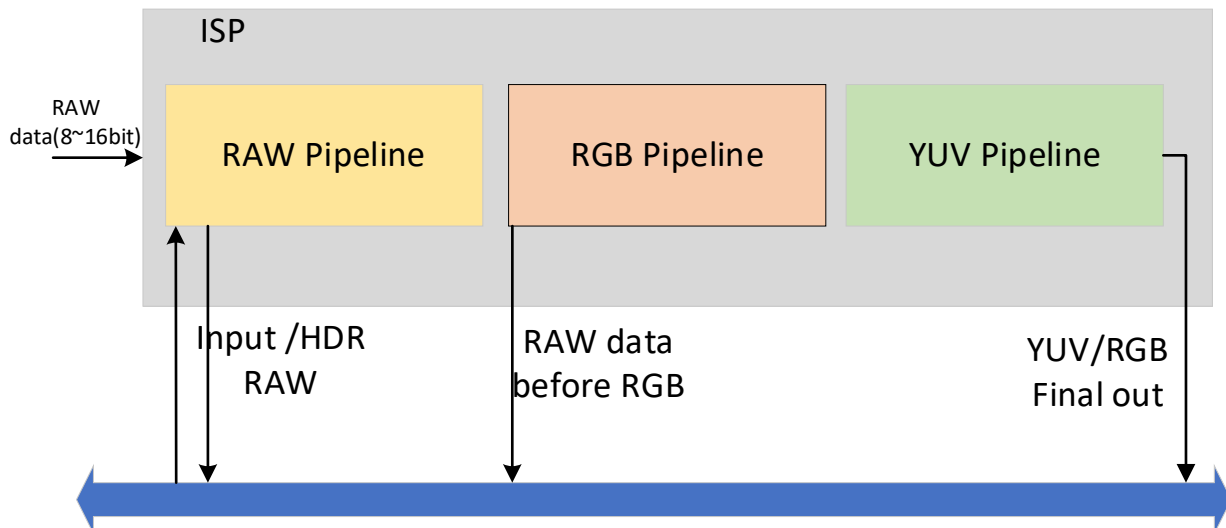 ISP
RAW
data(8~16bit)
RAW Pipeline
RGB Pipeline
YUV Pipeline
Input /HDR
RAW
RAW data
before RGB
YUV/RGB
Final out